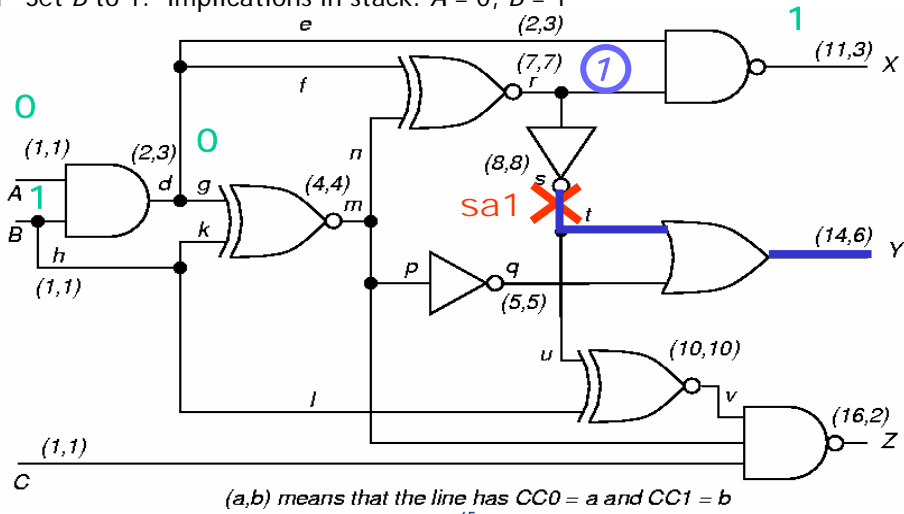 Set B to 1. Implications in stack: A = 0, B = 1
e
(2,3)
1
(11,3)
X
f
(7,7)
r
1
0
(1,1)
(2,3)
0
n
(8,8)
s
A
1
d
g
(4,4)
m
sa1
t
B
k
(14,6)
Y
h
p
q
(1,1)
(5,5)
u
(10,10)
l
v
(16,2)
(1,1)
Z
C
(a,b) means that the line has CC0 = a and CC1 = b